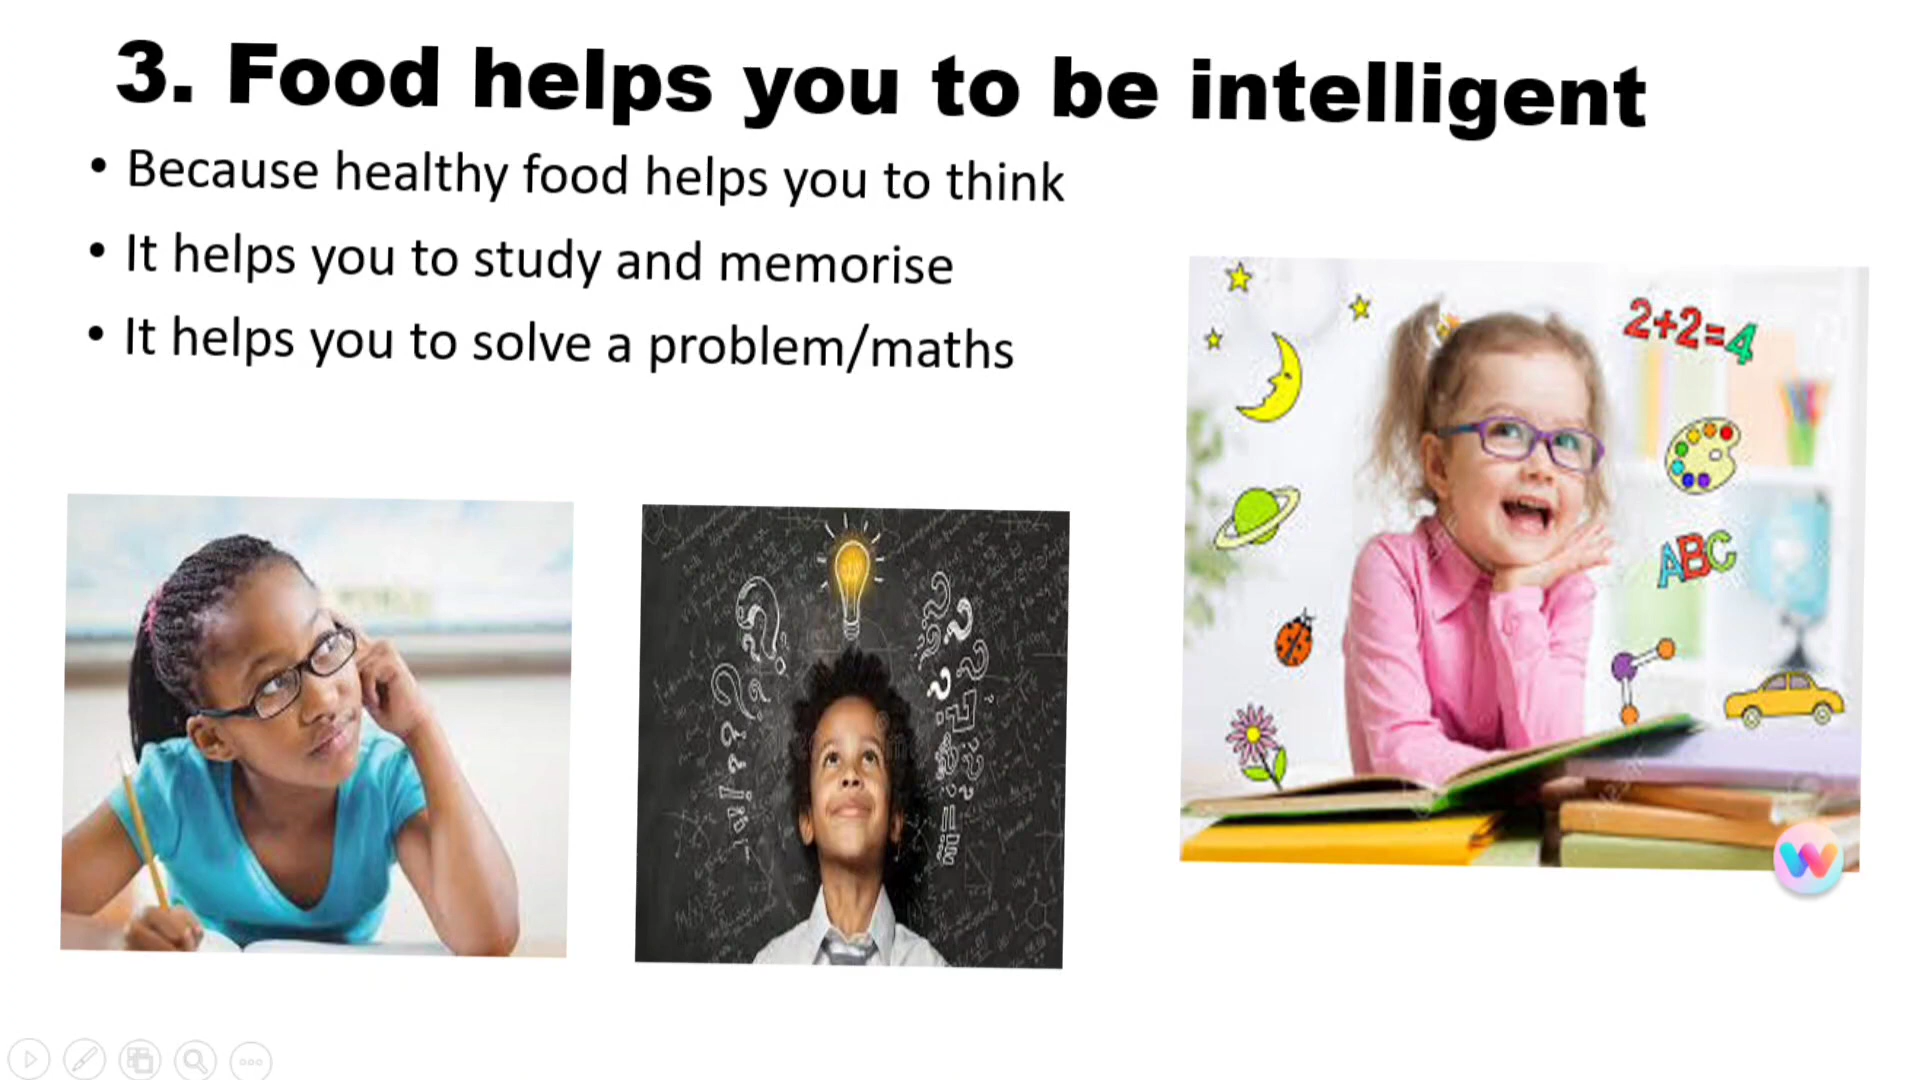 3. Food helps you to be intelligent
• Because healthy food helps you to think
• It helps you to study and memorise
• It helps you to solve a problem/maths
2+2=4
ABC